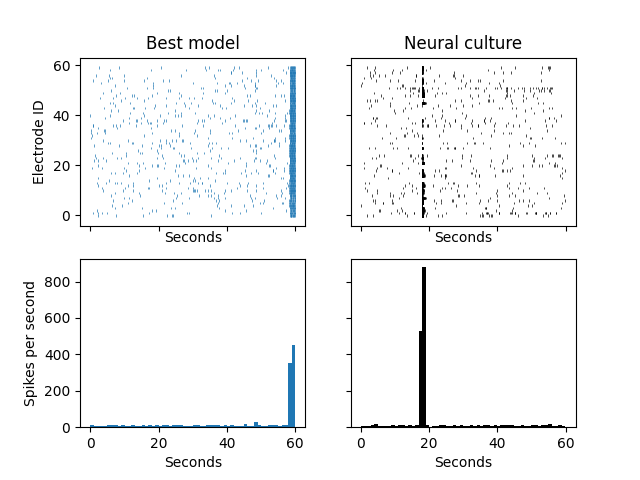 Best model
Neural culture
Electrode ID
60
40
20
0
Seconds
Seconds
Spikes per second
800
600
400
200
0
0 20 40 60
0 20 40 60
Seconds
Seconds